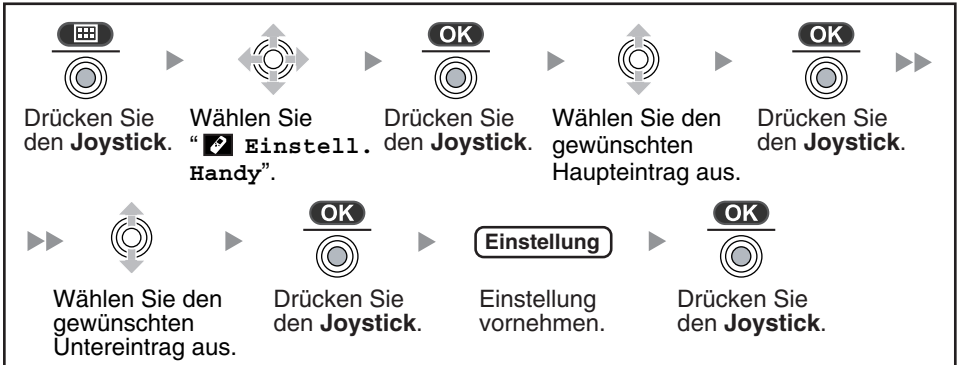 OK
OK
Drücken Sie
den Joystick.
Wählen Sie
“ Einstell.
Handy”.
Drücken Sie
den Joystick.
Wählen Sie den
gewünschten
Haupteintrag aus.
Drücken Sie
den Joystick.
OK
Einstellung
OK
Wählen Sie den
gewünschten
Untereintrag aus.
Drücken Sie
den Joystick.
Einstellung
vornehmen.
Drücken Sie
den Joystick.